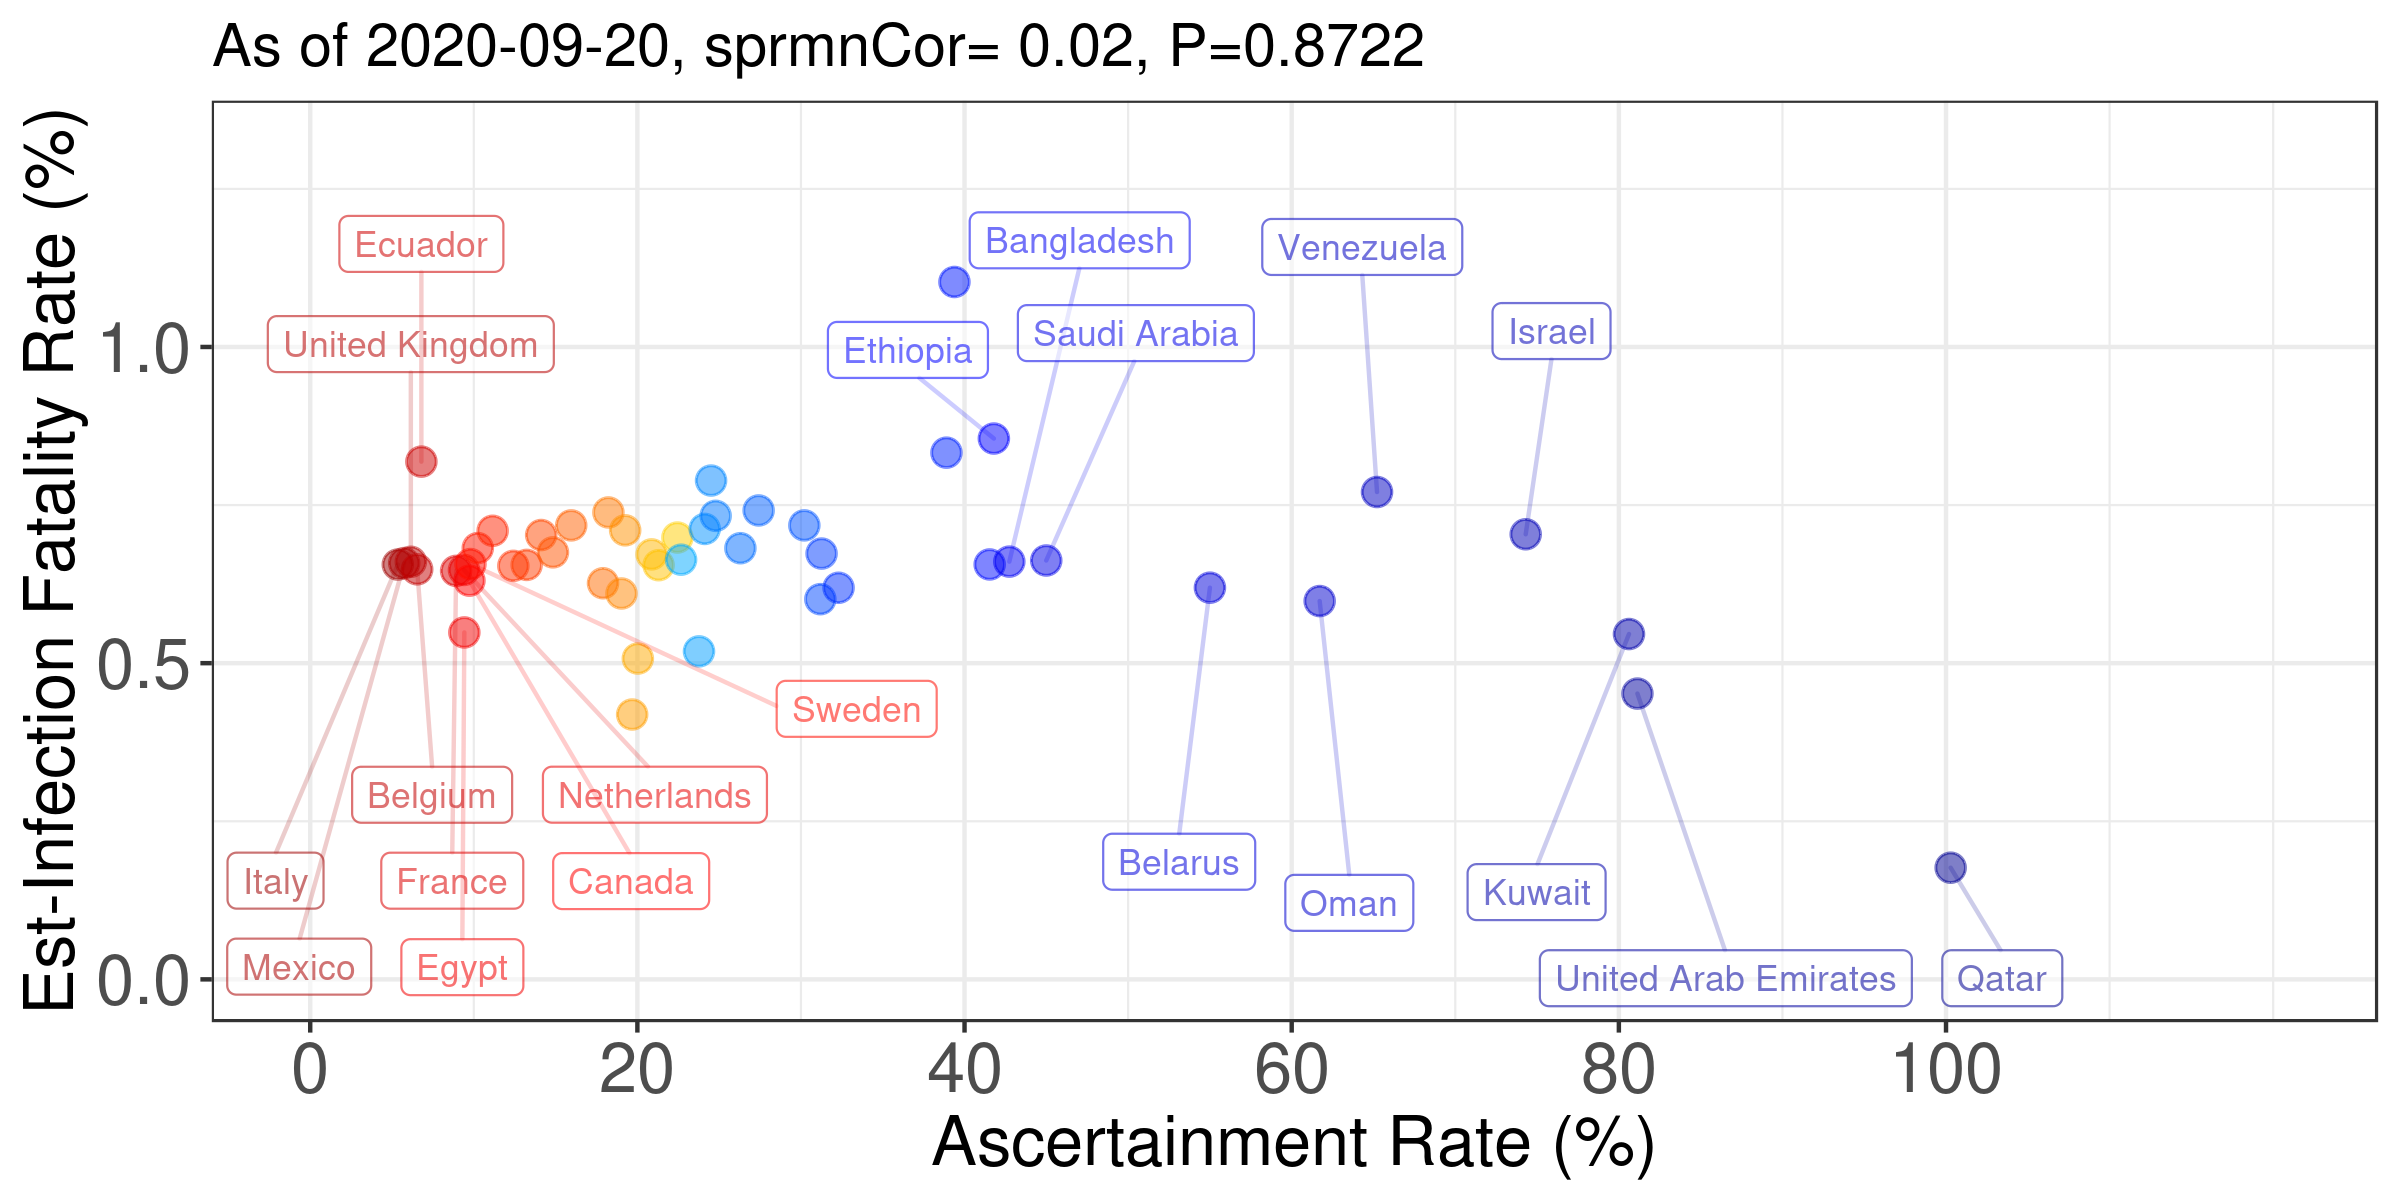 As of 2020-09-20, sprmnCor= 0.02, P=0.8722
Est-Infection Fatality Rate (%)
1.0
0.5
0.0
Ecuador
United Kingdom
Bangladesh
Venezuela
Saudi Arabia
Israel
Ethiopia
Sweden
Belgium
Netherlands
Italy
France
Canada
Belarus
Oman
Kuwait
Mexico
Egypt
United Arab Emirates
Qatar
0
20
40
60
80
100
Ascertainment Rate (%)